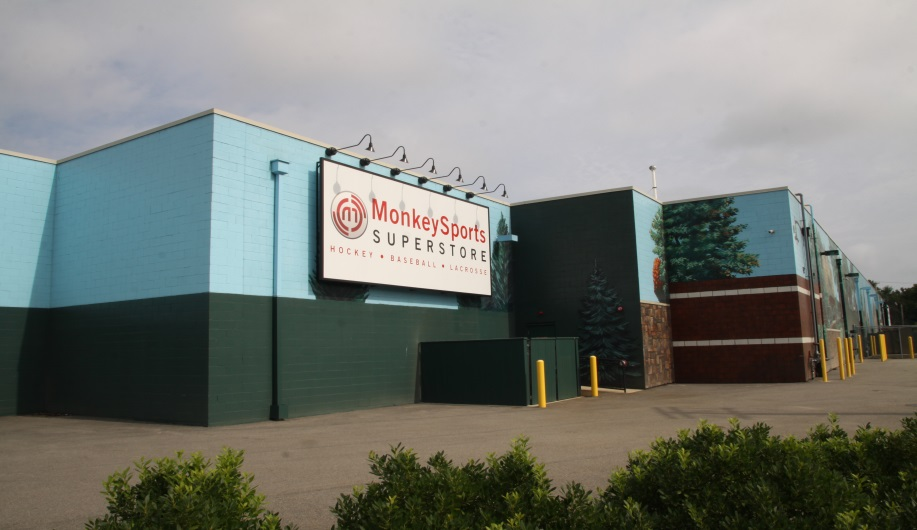 MonkeySports
SUPERSTORE
HOCKEY • BASEBALL • LACROSSE